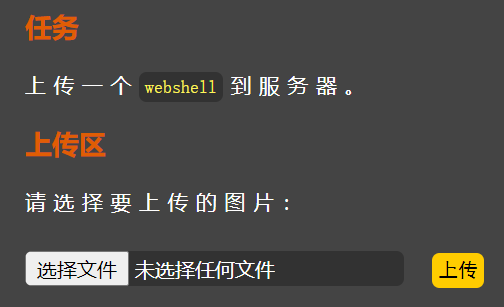 任务
上传一个 webshell 到服务器。
上传区
请选择要上传的图片：
选择文件 未选择任何文件 上传